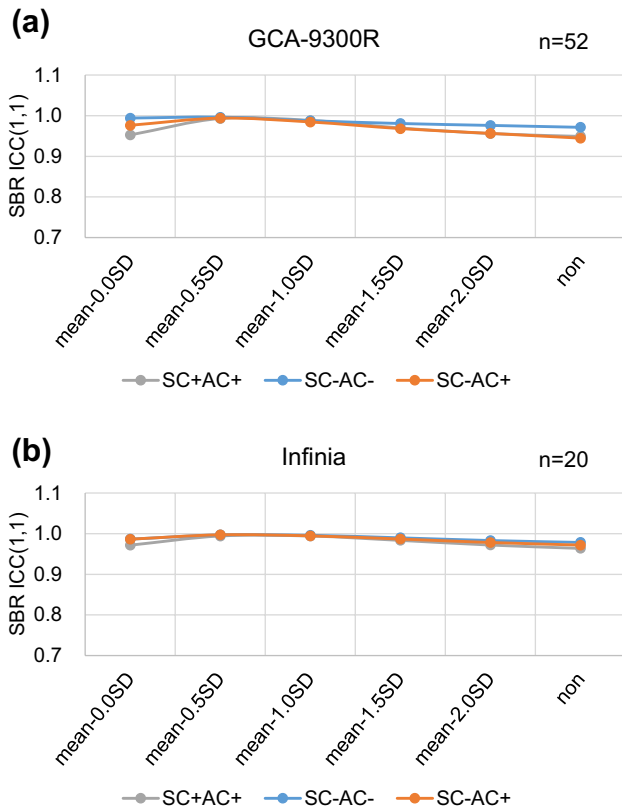 (a)
GCA-9300R
n=52
SBR ICC(1,1)
1.1
1.0
0.9
0.8
0.7
mean-0.0SD
mean-0.5SD
mean-1.0SD
mean-1.5SD
mean-2.0SD
non
SC+AC+ SC-AC- SC-AC+
(b)
Infinia
n=20
SBR ICC(1,1)
1.1
1.0
0.9
0.8
0.7
mean-0.0SD
mean-0.5SD
mean-1.0SD
mean-1.5SD
mean-2.0SD
non
SC+AC+ SC-AC- SC-AC+